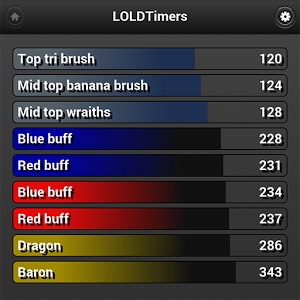 LOLDTimers
Top tri brush 120
Mid top banana brush 124
Mid top wraiths 128
Blue buff 228
Red buff 231
Blue buff 234
Red buff 237
Dragon 286
Baron 343